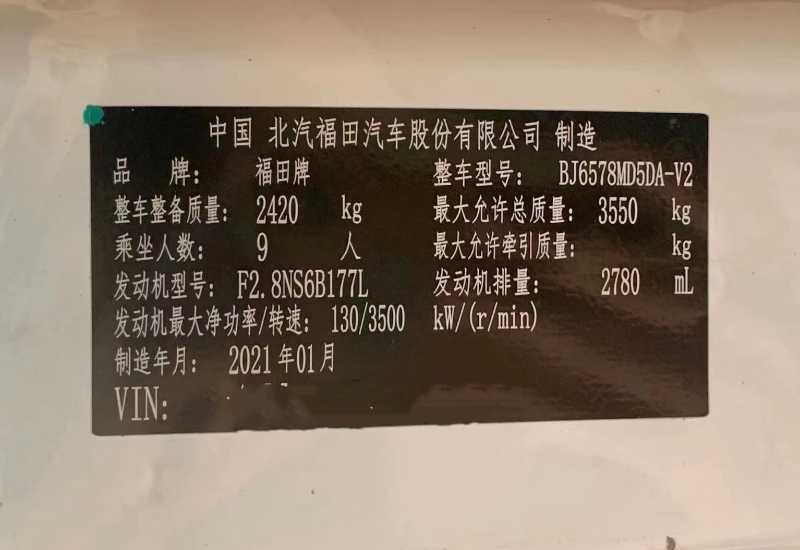 中国 北汽福田汽车股份有限公司 制造
品 牌: 福田牌 整车型号: BJ6578MD5DA-V2
整车整备质量: 2420 kg 最大允许总质量: 3550 kg
乘坐人数: 9 人 最大允许牵引质量: kg
发动机型号: F2.8NS6B177L 发动机排量: 2780 mL
发动机最大净功率/转速: 130/3500 kW/(r/min)
制造年月: 2021年01月
VIN: